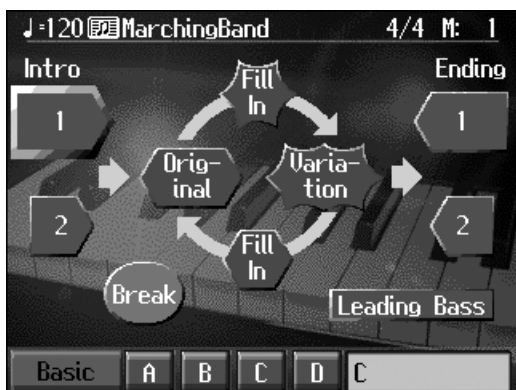 ♩=120 MarchingBand 4/4 M: 1
Intro Ending
Fill
In
1 1
Orig-
inal
Varia-
tion
2 2
Fill
In
Break
Leading Bass
Basic A B C D C